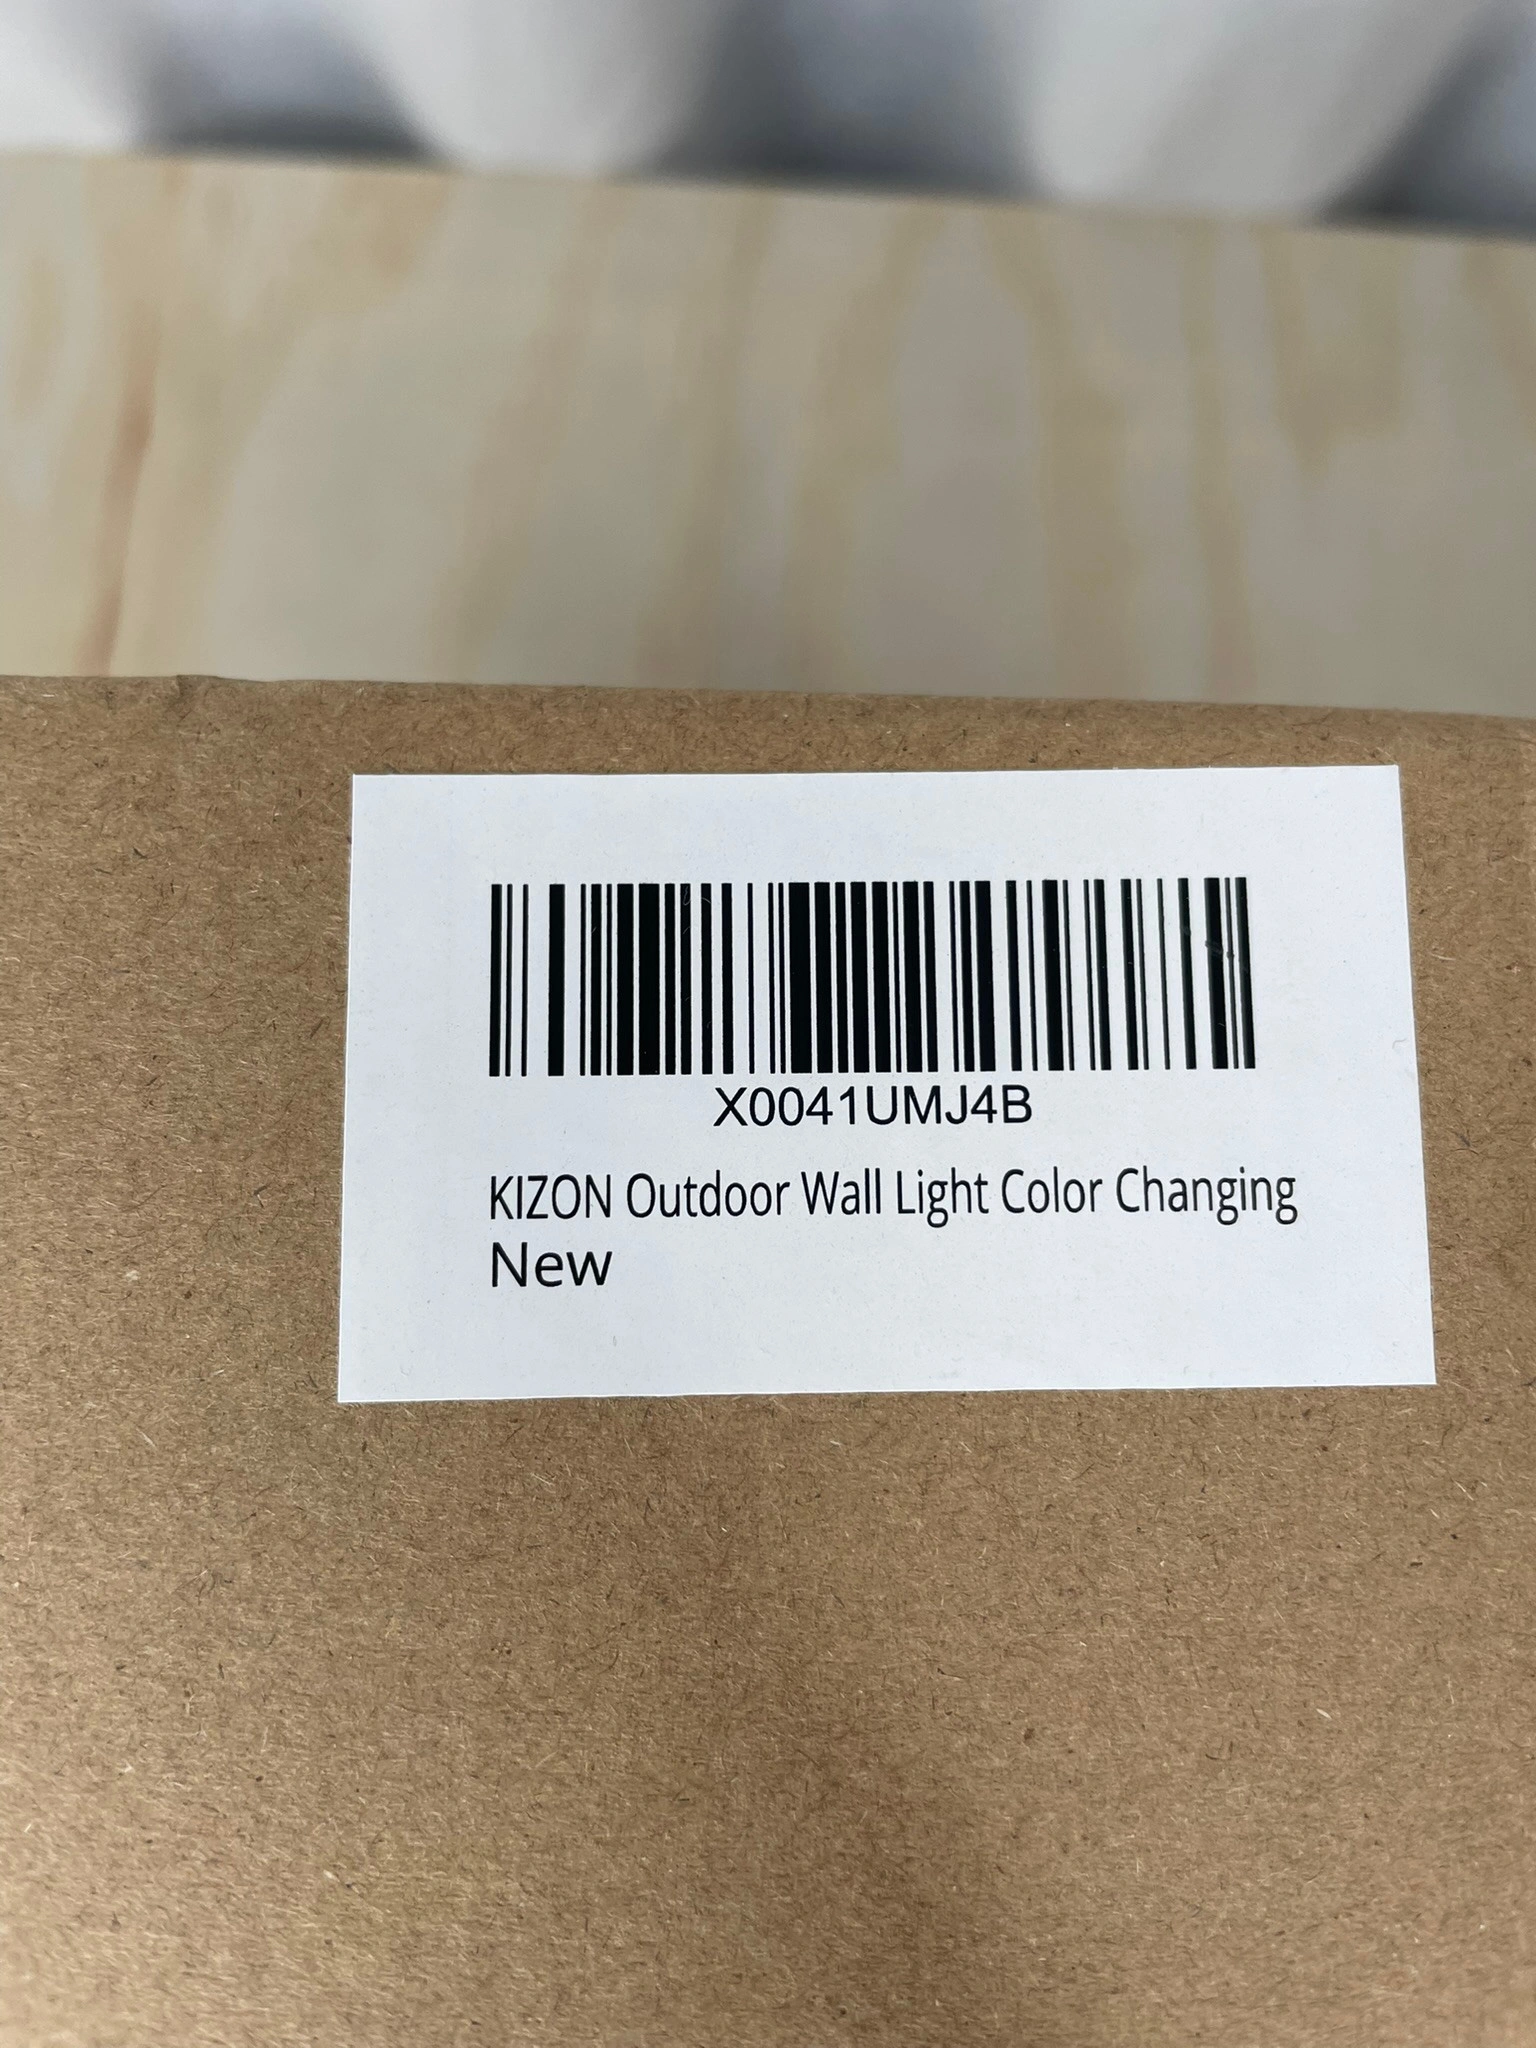 X0041UMJ4B
KIZON Outdoor Wall Light Color Changing
New